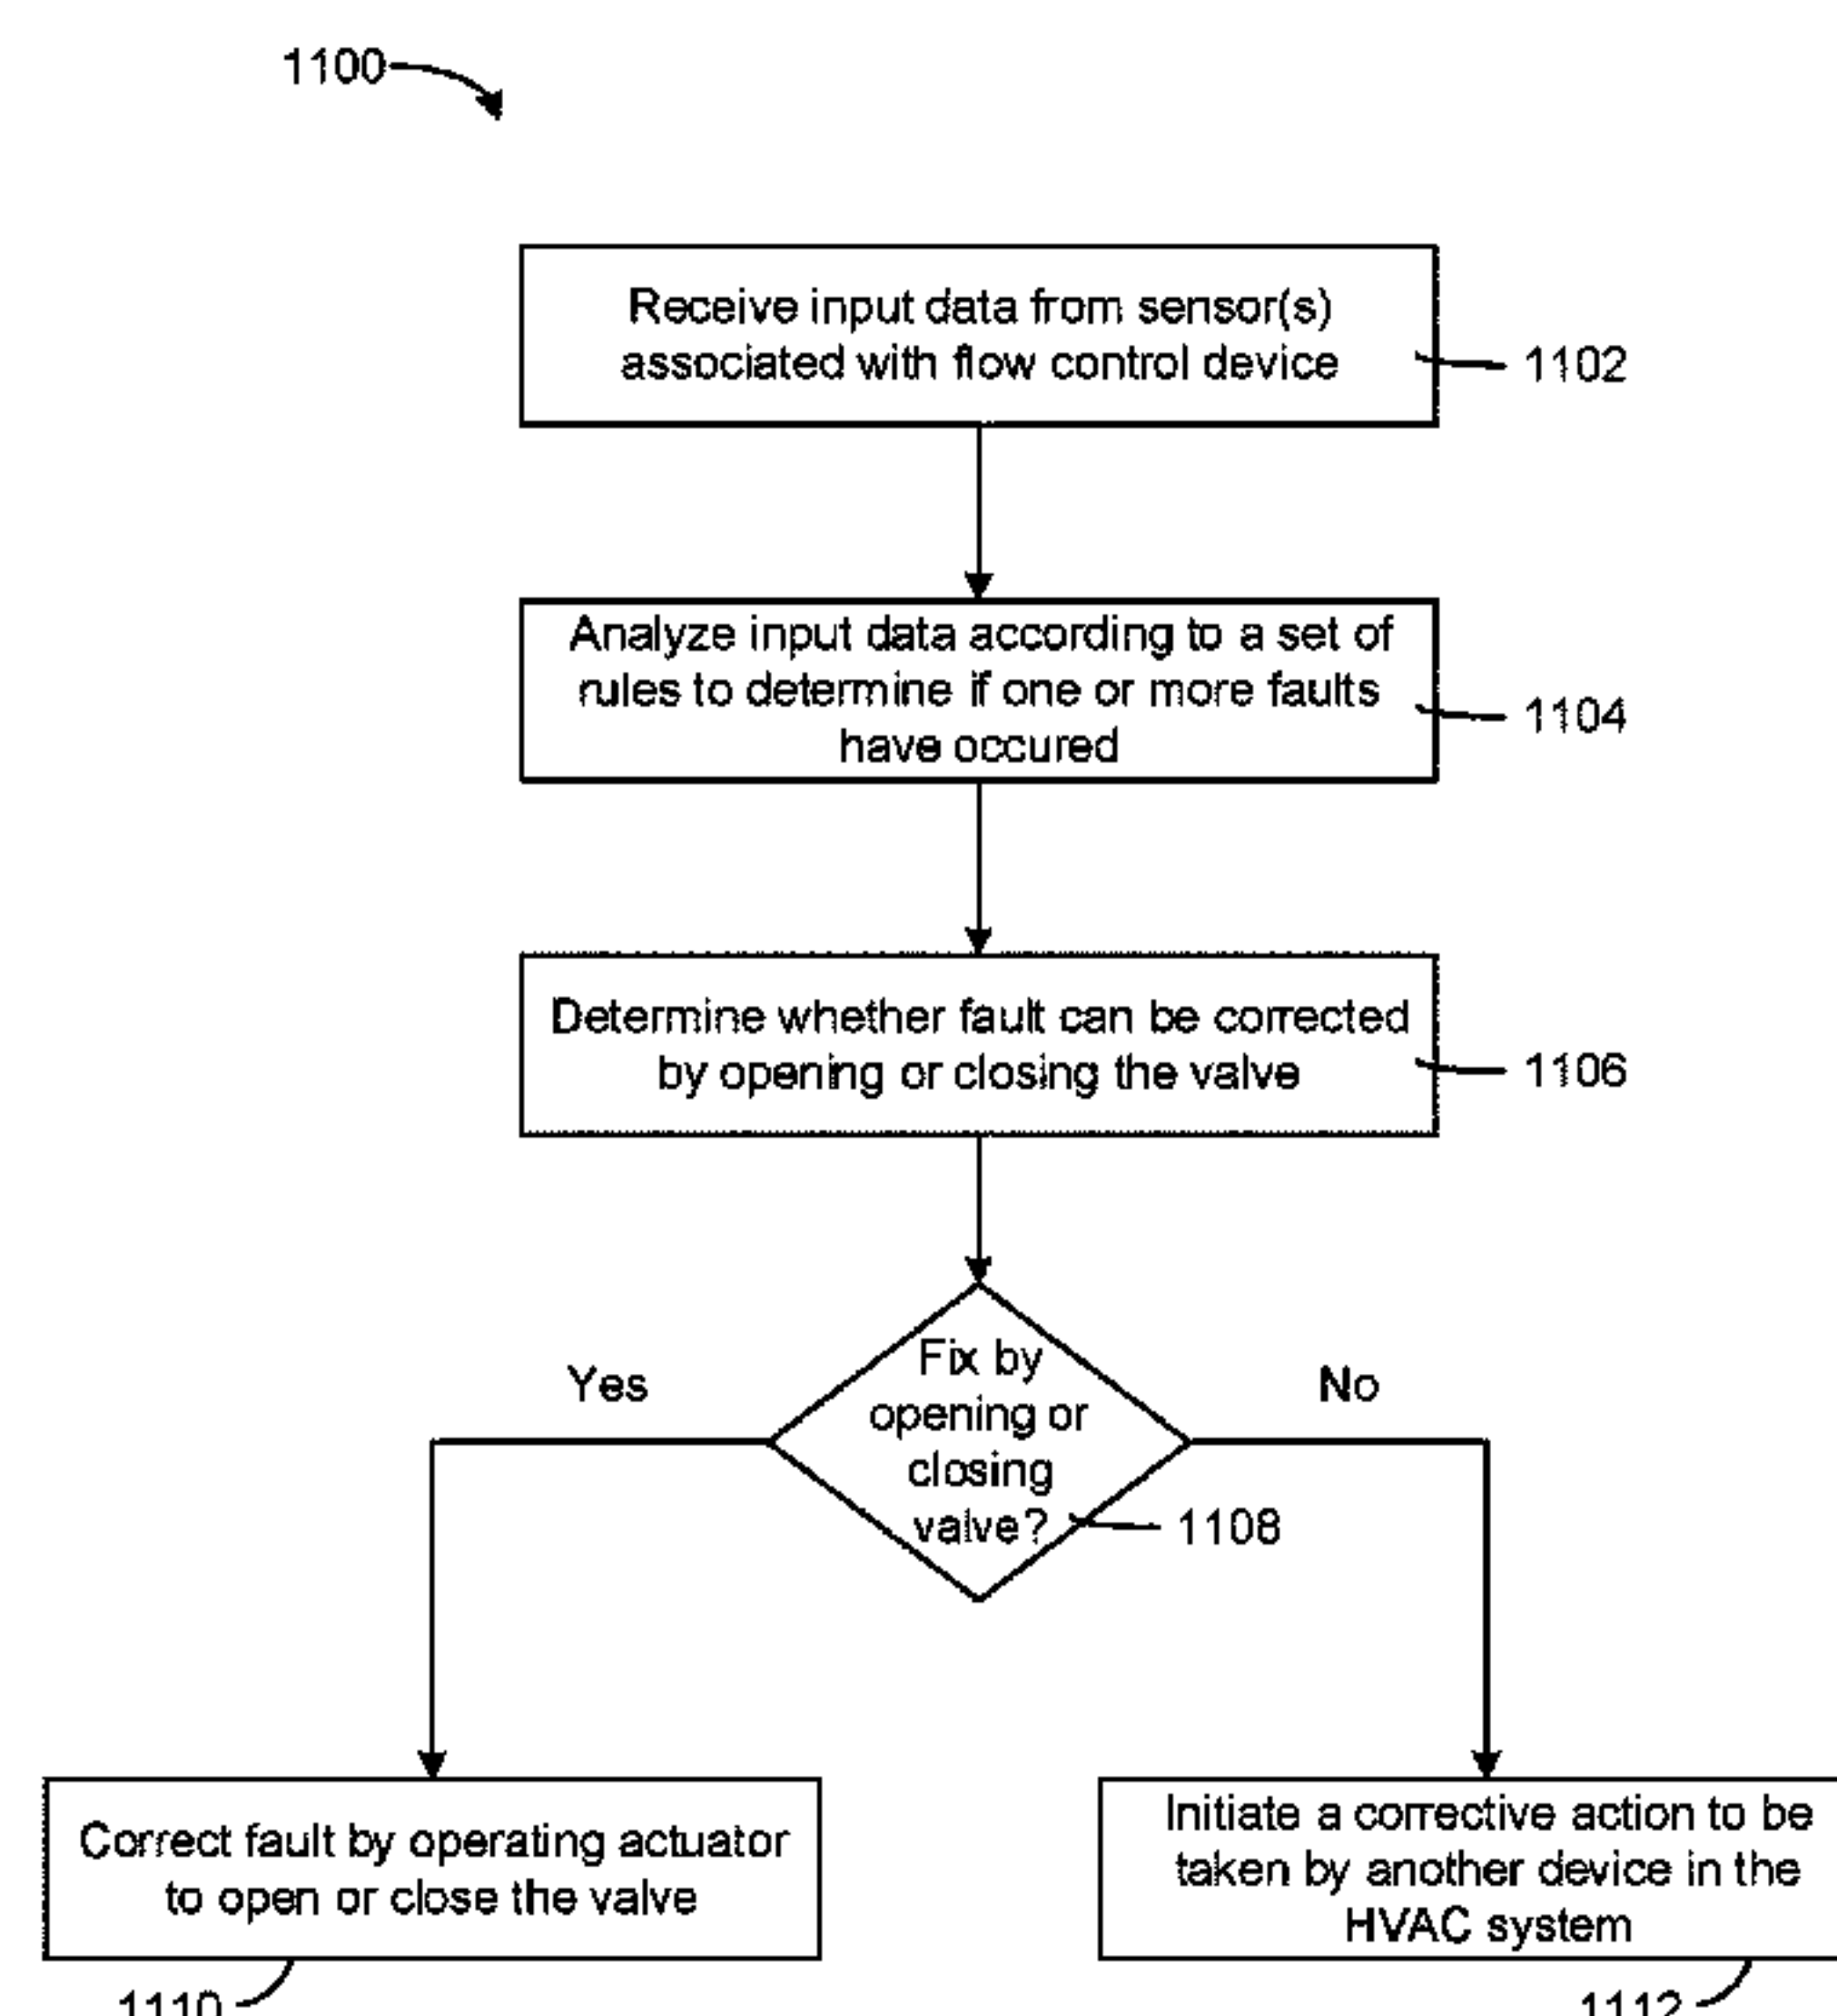 1100
Receive input data from sensor(s)
associated with flow control device
1102
Analyze input data according to a set of
rules to determine if one or more faults
have occured
1104
Determine whether fault can be corrected
by opening or closing the valve
1106
Yes
Fix by
opening or
closing
valve?
No
1108
Correct fault by operating actuator
to open or close the valve
Initiate a corrective action to be
taken by another device in the
HVAC system
1110
1112